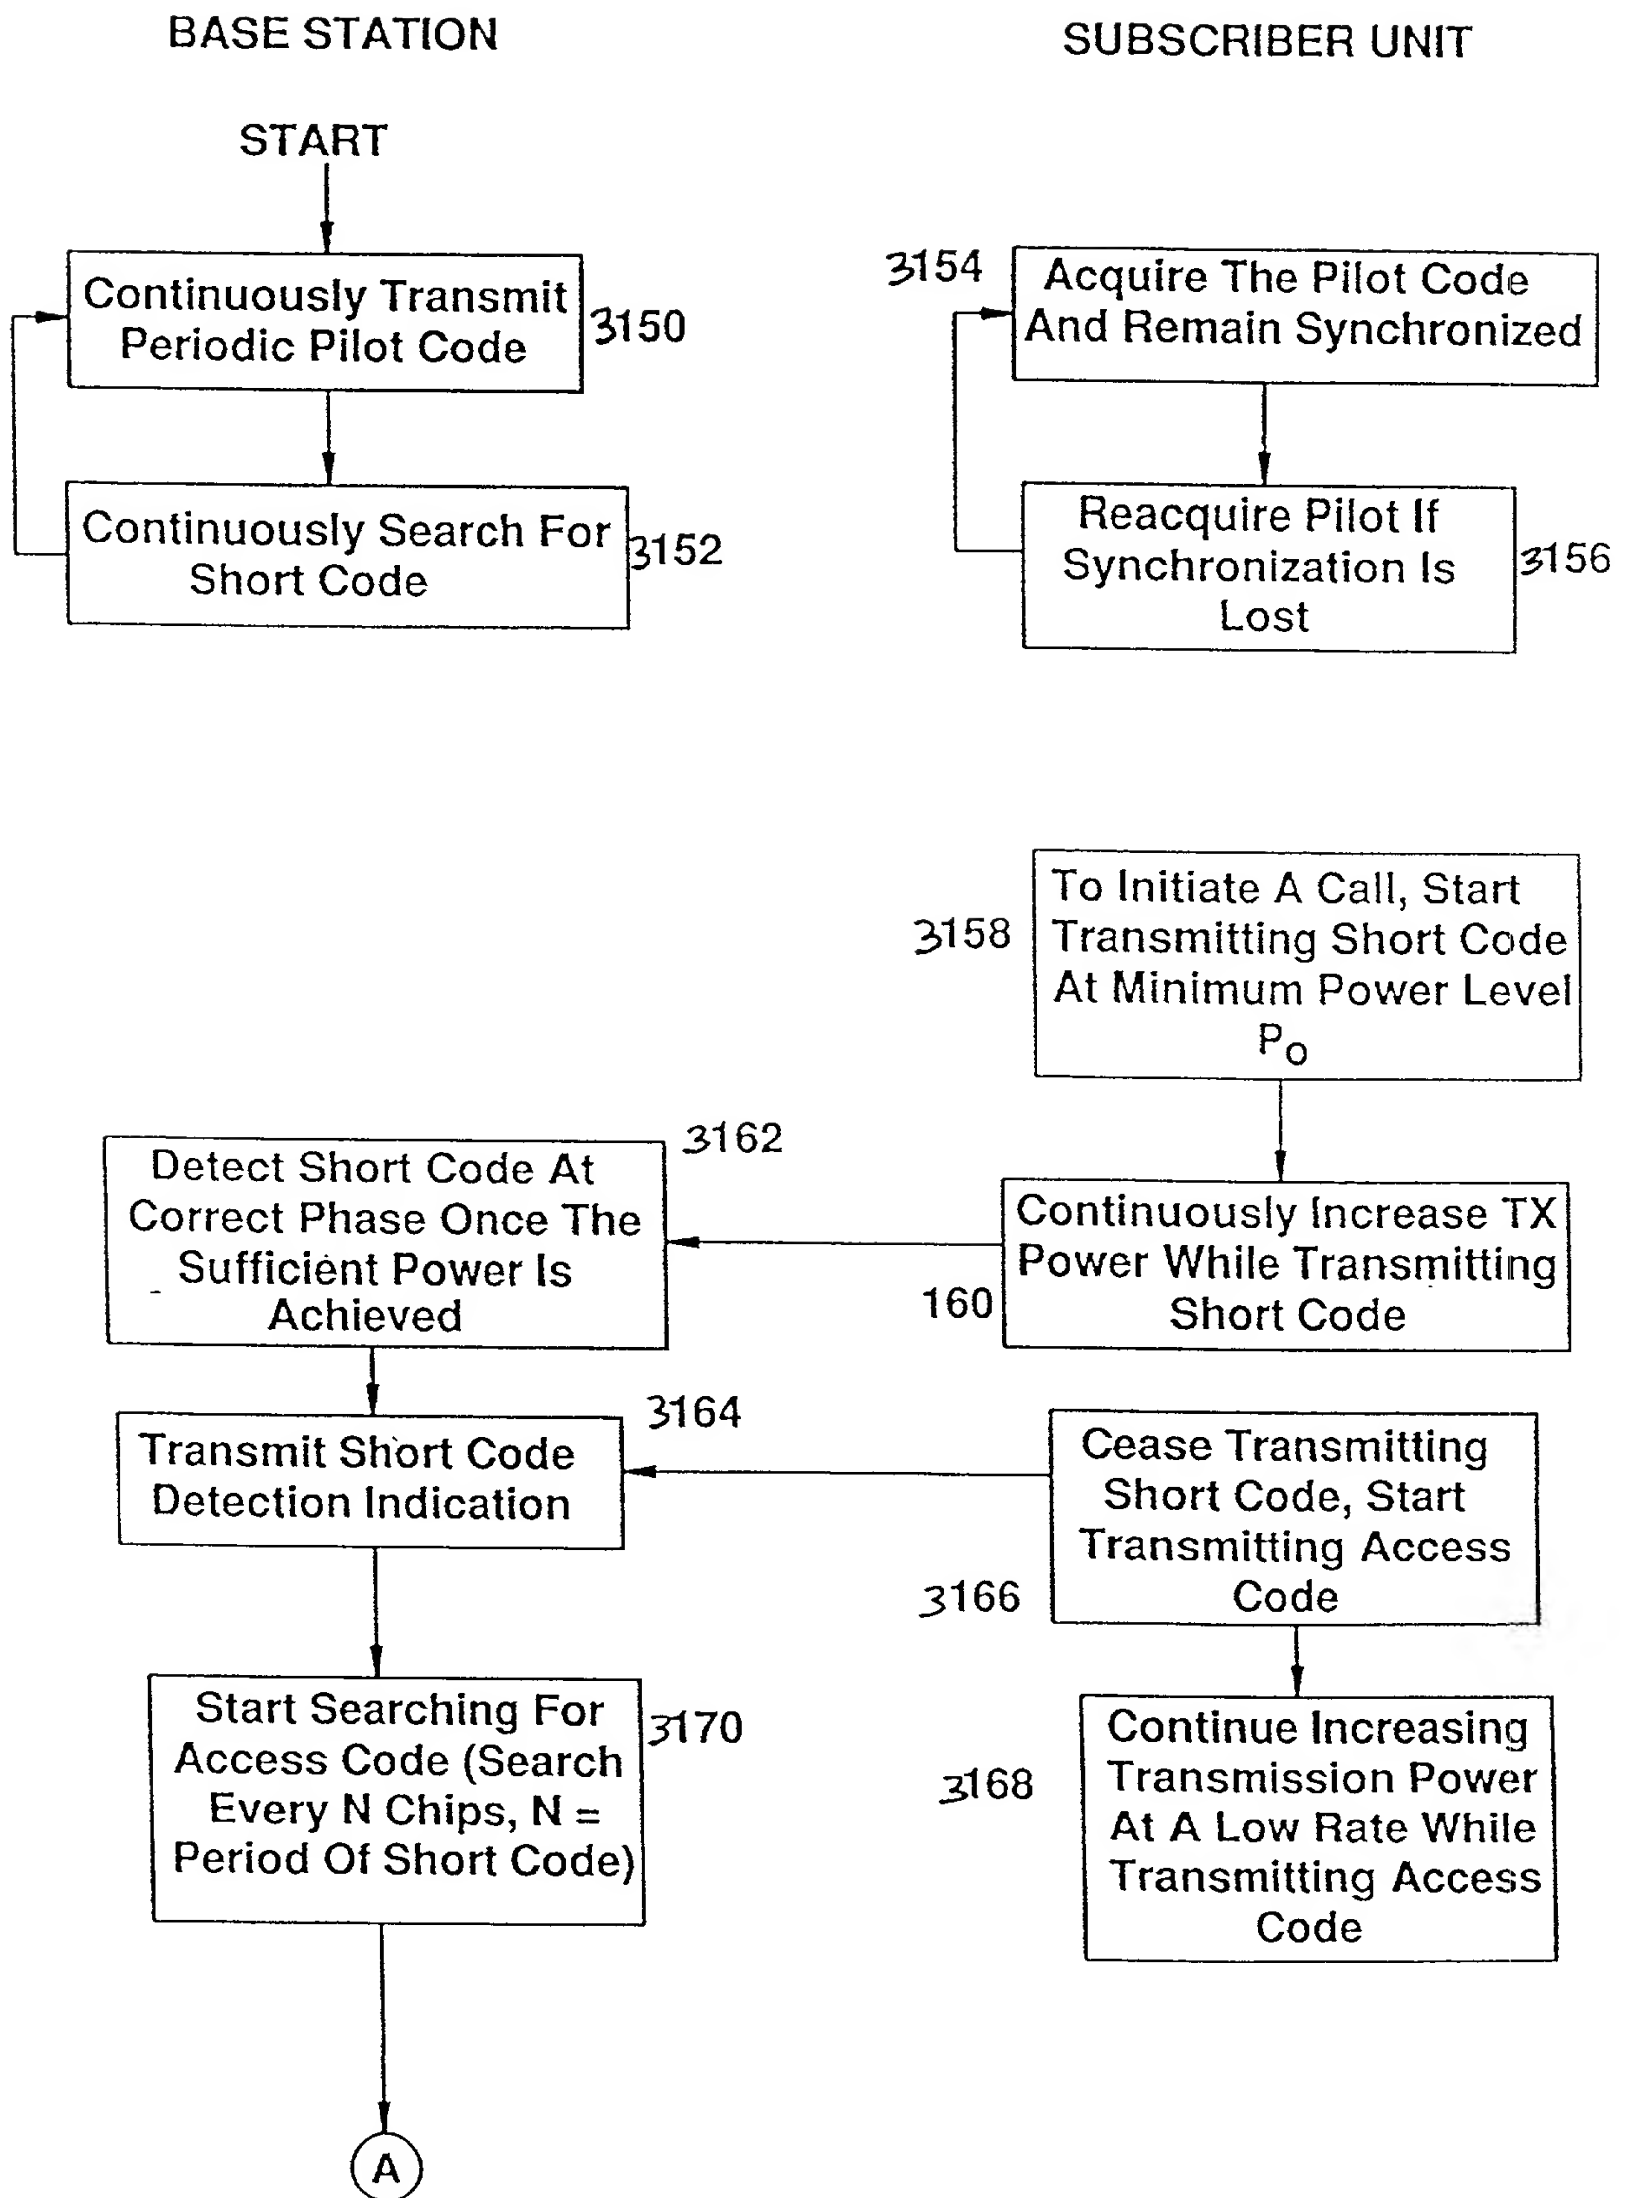 BASE STATION
SUBSCRIBER UNIT
START
Continuously Transmit
Periodic Pilot Code
3150
3154
Acquire The Pilot Code
And Remain Synchronized
Continuously Search For
Short Code
3152
Reacquire Pilot If
Synchronization Is
Lost
3156
3158
To Initiate A Call, Start
Transmitting Short Code
At Minimum Power Level
Po
3162
Detect Short Code At
Correct Phase Once The
Sufficient Power Is
Achieved
Continuously Increase TX
Power While Transmitting
Short Code
160
3164
Transmit Short Code
Detection Indication
Cease Transmitting
Short Code, Start
Transmitting Access
Code
3166
Start Searching For
Access Code (Search
Every N Chips, N =
Period Of Short Code)
3170
3168
Continue Increasing
Transmission Power
At A Low Rate While
Transmitting Access
Code
A